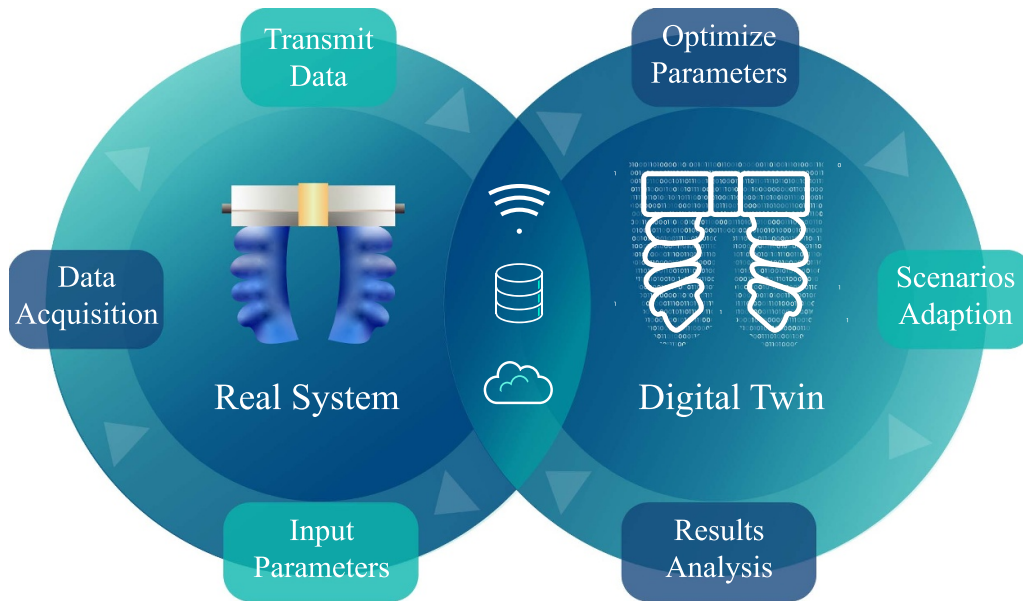 Transmit
Data
Optimize
Parameters
Data
Acquisition
Scenarios
Adaption
Real System
Digital Twin
Input
Parameters
Results
Analysis